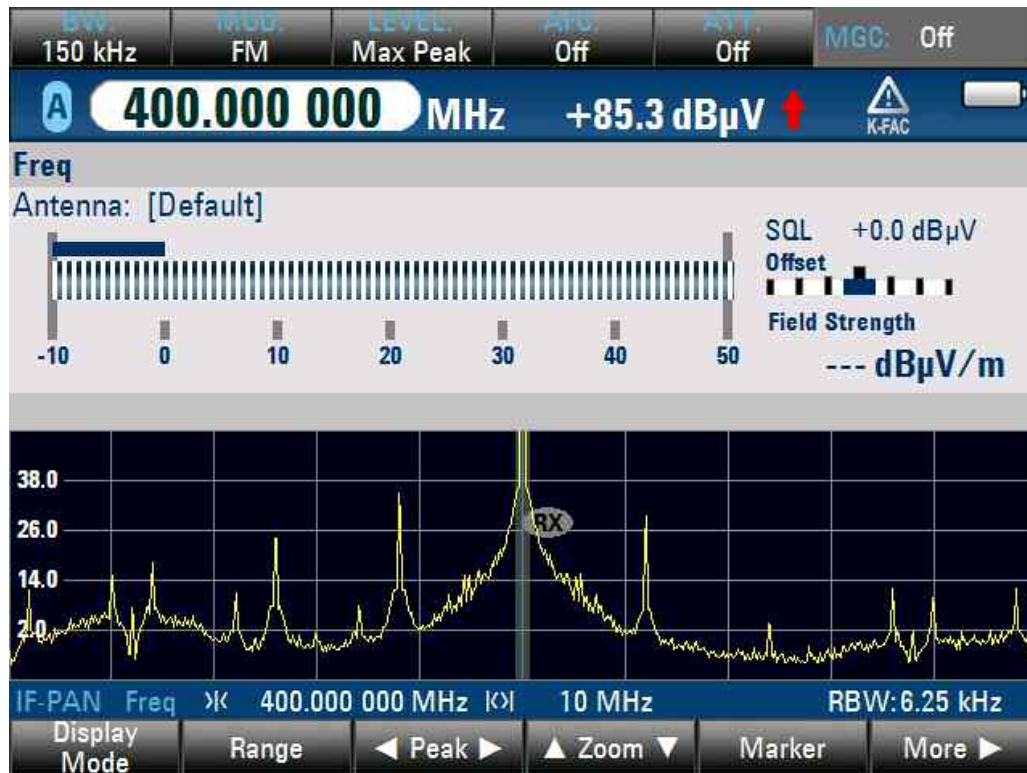 BW: MOD: LEVEL: AFC: ATT: MGC: Off
150 kHz FM Max Peak Off Off
A 400.000 000 MHz +85.3 dBµV K-FAC
Freq
Antenna: [Default]
SQL +0.0 dBµV
Offset
Field Strength
-10 0 10 20 30 40 50
--- dBµV/m
38.0
26.0
RX
14.0
2.0
IF-PAN Freq 400.000 000 MHz 10 MHz RBW:6.25 kHz
Display Mode Range ◀ Peak ▶ ▲ Zoom ▼ Marker More ▶